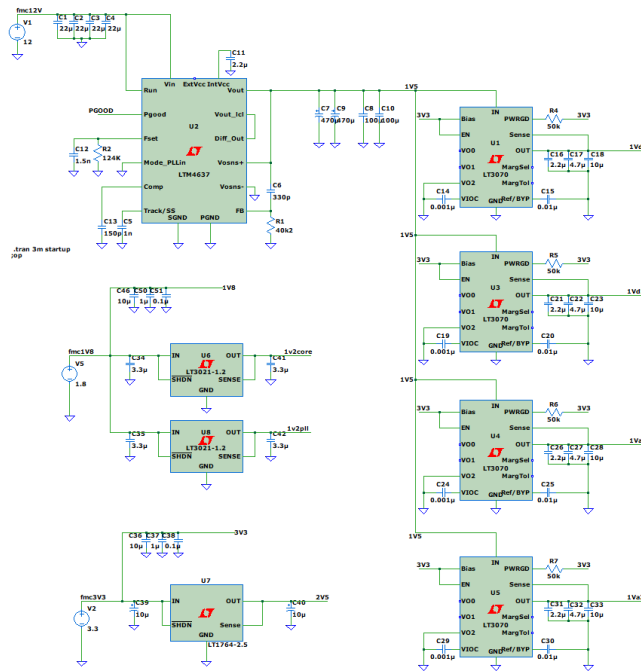 fmc12V
V1
12
C1
22µ
C2
22µ
C3
22µ
C4
22µ
C11
2.2µ
Vin ExtVcc IntVcc
Run
Vout
Pgood
Vout_lcl
U2
Fset
Diff_Out
Mode_PLLin
Vosns+
LTM4637
Comp
Vosns-
Track/SS
FB
SGND
PGND
PGOOD
C12
1.5n
R2
124K
C13
150p
C5
1n
C6
330p
R1
40k2
C7
470µ
C9
470µ
C8
100µ
C10
100µ
1V5
.tran 3m startup
3V3
IN
Bias
PWRGD
EN
Sense
U1
VO0
OUT
VO1
MargSel
LT3070
VO2
MargTol
VIOC
Ref/BYP
GND
R4
50k
3V3
C16
2.2µ
C17
4.7µ
C18
10µ
C14
0.001µ
C15
0.01µ
1V5
3V3
IN
Bias
PWRGD
EN
Sense
U3
VO0
OUT
VO1
MargSel
LT3070
VO2
MargTol
VIOC
Ref/BYP
GND
R5
50k
3V3
C21
2.2µ
C22
4.7µ
C23
10µ
C19
0.001µ
C20
0.01µ
1V5
3V3
IN
Bias
PWRGD
EN
Sense
U4
VO0
OUT
VO1
MargSel
LT3070
VO2
MargTol
VIOC
Ref/BYP
GND
R6
50k
3V3
C26
2.2µ
C27
4.7µ
C28
10µ
C24
0.001µ
C25
0.01µ
1V5
3V3
IN
Bias
PWRGD
EN
Sense
U5
VO0
OUT
VO1
MargSel
LT3070
VO2
MargTol
VIOC
Ref/BYP
GND
R7
50k
3V3
C31
2.2µ
C32
4.7µ
C33
10µ
C29
0.001µ
C30
0.01µ
C46
10µ
C50
1µ
C51
0.1µ
1V8
fmc1V8
V5
1.8
C34
3.3µ
IN
U6
OUT
LT3021-1.2
SHDN
SENSE
GND
1v2core
C41
3.3µ
C35
3.3µ
IN
U8
OUT
LT3021-1.2
SHDN
SENSE
GND
1v2pll
C42
3.3µ
C36
10µ
C37
1µ
C38
0.1µ
3V3
fmc3V3
V2
3.3
C39
10µ
U7
IN
OUT
SHDN
Sense
GND
LT1764-2.5
2V5
C40
10µ